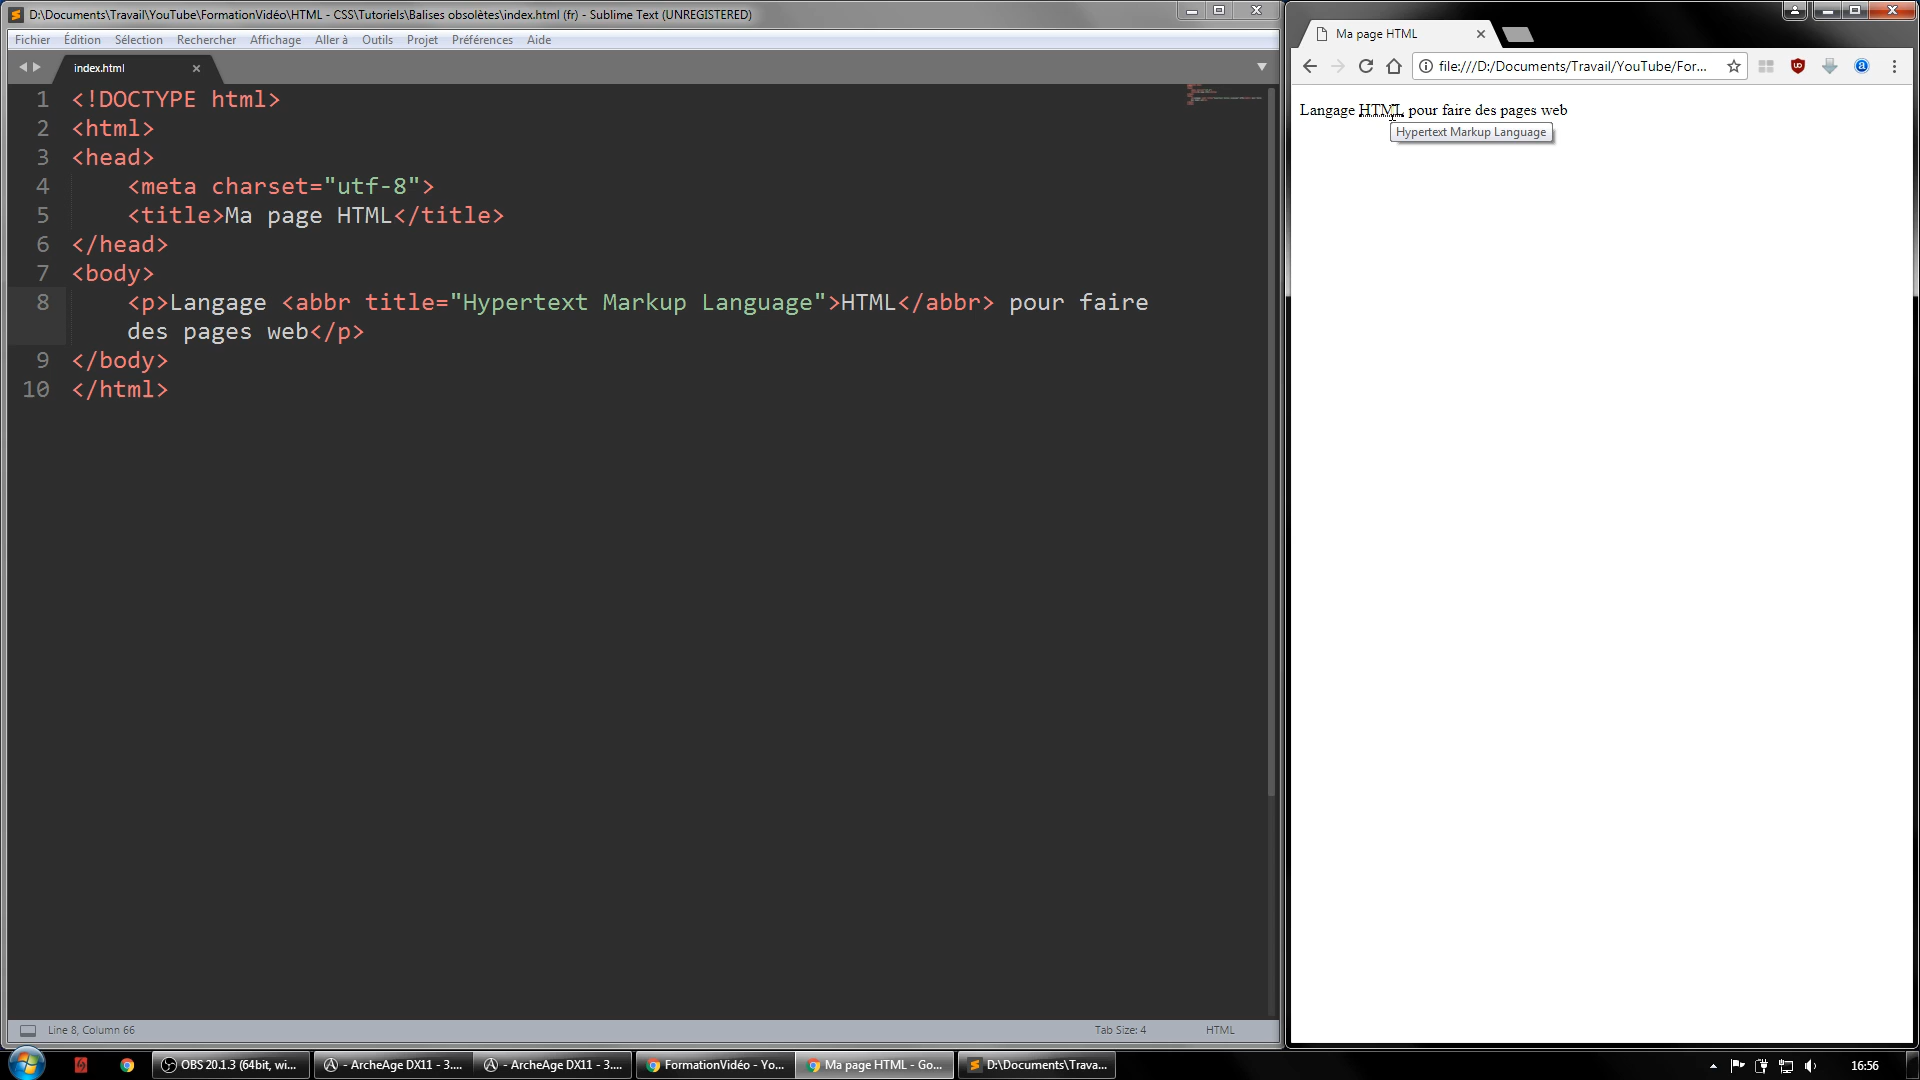 D:\Documents\Travail\YouTube\FormationVidéo\HTML - CSS\Tutoriels\Balises obsolètes\index.html (fr) - Sublime Text (UNREGISTERED)
Fichier Édition Sélection Rechercher Affichage Aller à Outils Projet Préférences Aide
index.html
1 <!DOCTYPE html>
2 <html>
3 <head>
4 <meta charset="utf-8">
5 <title>Ma page HTML</title>
6 </head>
7 <body>
8 <p>Langage <abbr title="Hypertext Markup Language">HTML</abbr> pour faire
des pages web</p>
9 </body>
10 </html>
Line 8, Column 66 Tab Size: 4 HTML
Ma page HTML
file:///D:/Documents/Travail/YouTube/For...
Langage HTML pour faire des pages web
Hypertext Markup Language
OBS 20.1.3 (64bit, wi... - ArcheAge DX11 - 3.... - ArcheAge DX11 - 3.... FormationVidéo - Yo... Ma page HTML - Go... D:\Documents\Trava... 16:56